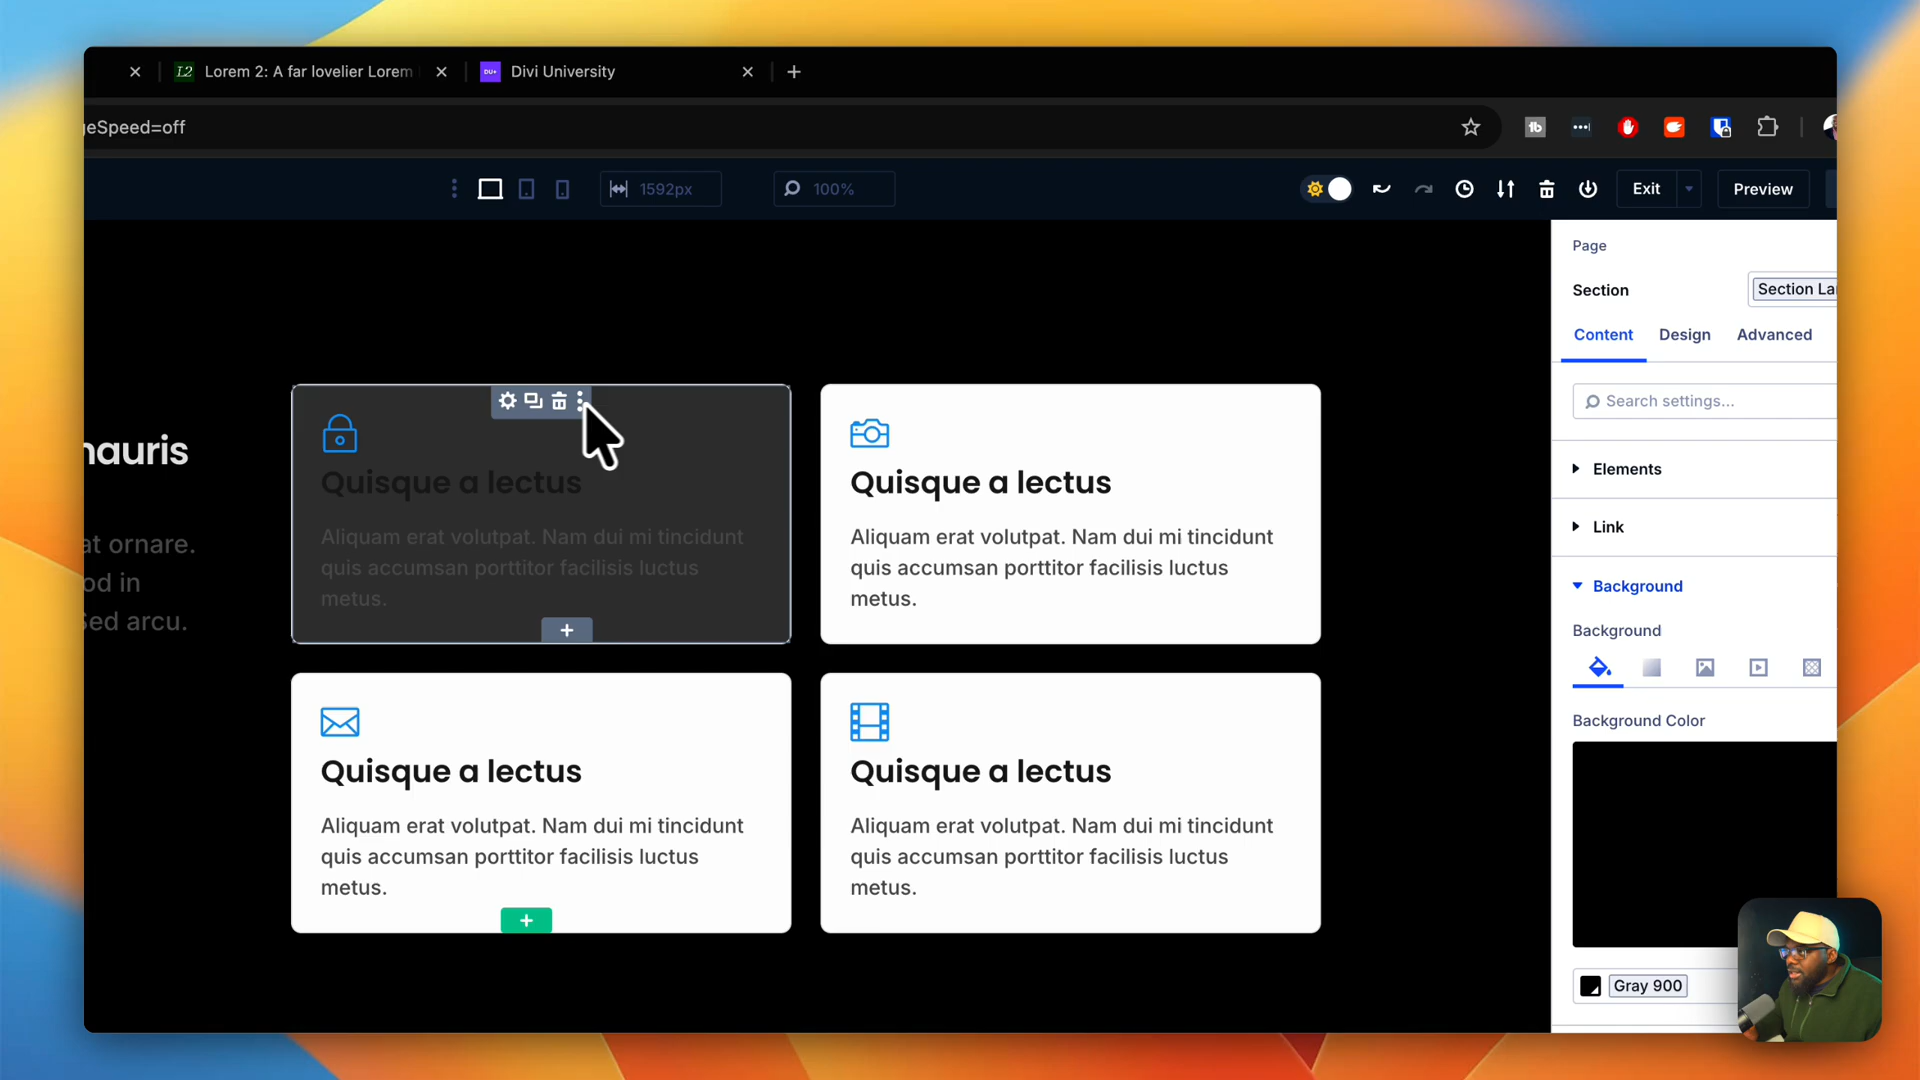 Lorem 2: A far lovelier Lorem
DU+
Divi University
geSpeed=off
tb
1592px
100%
Exit
Preview
Page
Section
Section La
Content
Design
Advanced
Search settings...
Elements
Link
Background
Background
Background Color
Gray 900
mauris
at ornare.
od in
Sed arcu.
Quisque a lectus
Aliquam erat volutpat. Nam dui mi tincidunt
quis accumsan porttitor facilisis luctus
metus.
Quisque a lectus
Aliquam erat volutpat. Nam dui mi tincidunt
quis accumsan porttitor facilisis luctus
metus.
Quisque a lectus
Aliquam erat volutpat. Nam dui mi tincidunt
quis accumsan porttitor facilisis luctus
metus.
Quisque a lectus
Aliquam erat volutpat. Nam dui mi tincidunt
quis accumsan porttitor facilisis luctus
metus.